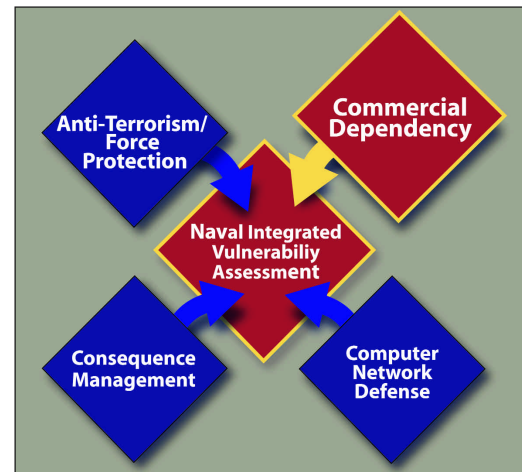 Anti-Terrorism/
Force
Protection
Commercial
Dependency
Naval Integrated
Vulnerabiliy
Assessment
Consequence
Management
Computer
Network
Defense